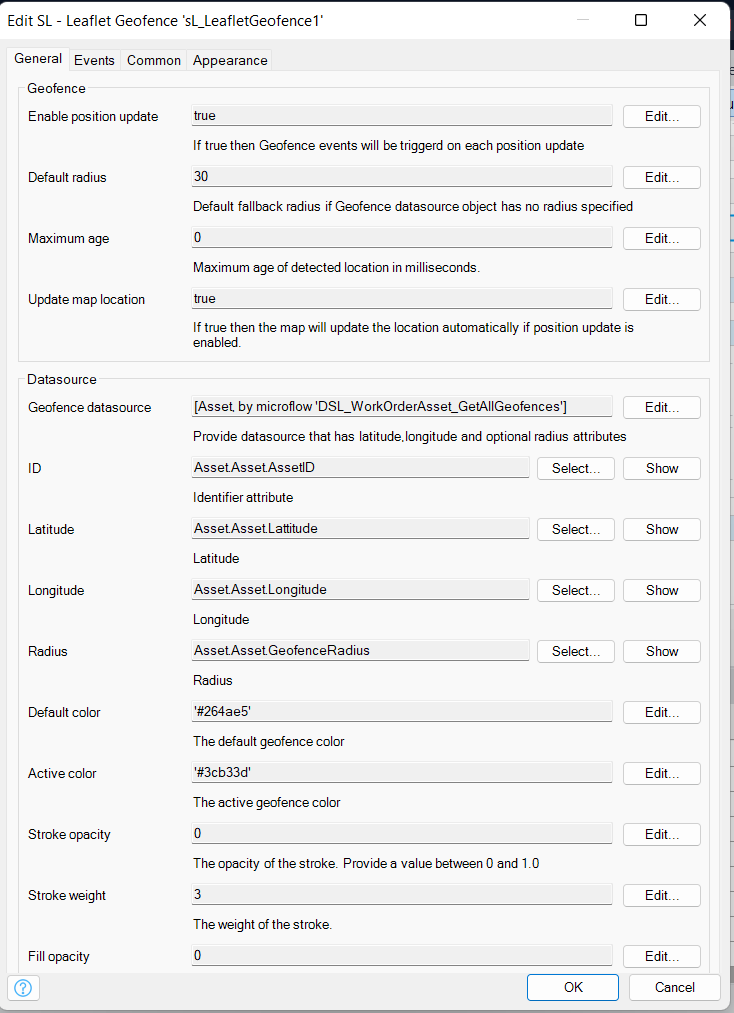 Edit SL - Leaflet Geofence 'sL_LeafletGeofence1'
General Events Common Appearance
Geofence
Enable position update true Edit...
If true then Geofence events will be triggerd on each position update
Default radius 30 Edit...
Default fallback radius if Geofence datasource object has no radius specified
Maximum age 0 Edit...
Maximum age of detected location in milliseconds.
Update map location true Edit...
If true then the map will update the location automatically if position update is
enabled.
Datasource
Geofence datasource [Asset, by microflow 'DSL_WorkOrderAsset_GetAllGeofences'] Edit...
Provide datasource that has latitude,longitude and optional radius attributes
ID Asset.Asset.AssetID Select... Show
Identifier attribute
Latitude Asset.Asset.Lattitude Select... Show
Latitude
Longitude Asset.Asset.Longitude Select... Show
Longitude
Radius Asset.Asset.GeofenceRadius Select... Show
Radius
Default color '#264ae5' Edit...
The default geofence color
Active color '#3cb33d' Edit...
The active geofence color
Stroke opacity 0 Edit...
The opacity of the stroke. Provide a value between 0 and 1.0
Stroke weight 3 Edit...
The weight of the stroke.
Fill opacity 0 Edit...
? OK Cancel